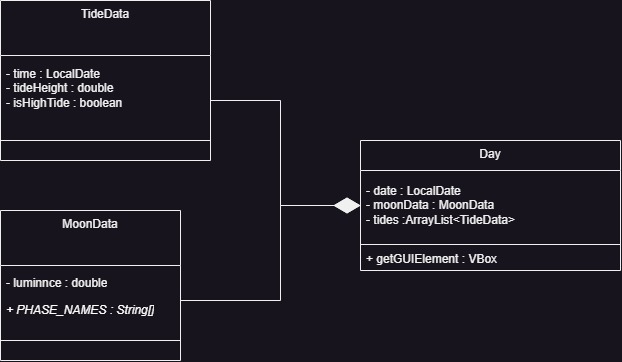 TideData
- time : LocalDate
- tideHeight : double
- isHighTide : boolean
MoonData
- luminnce : double
+ PHASE_NAMES : String[]
Day
- date : LocalDate
- moonData : MoonData
- tides :ArrayList<TideData>
+ getGUIElement : VBox